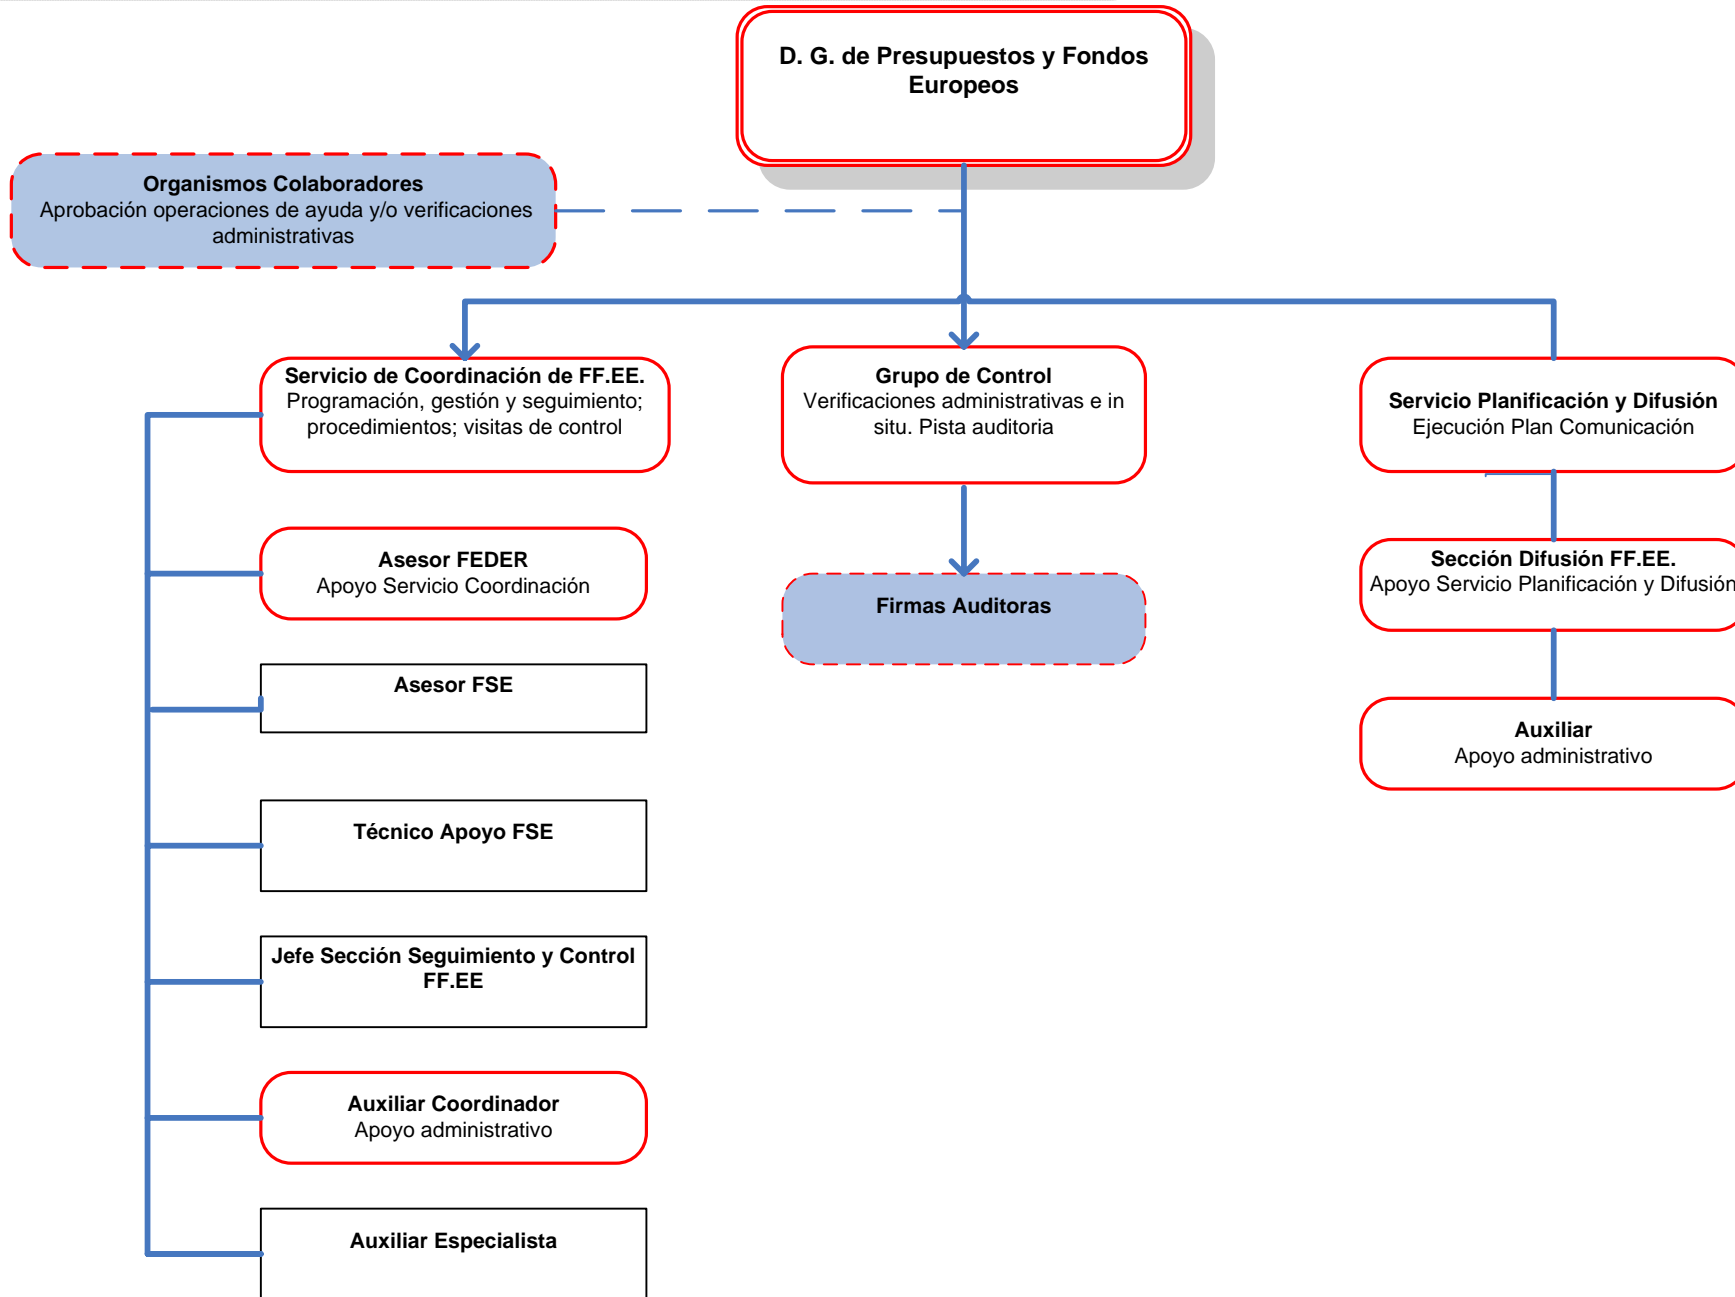 D. G. de Presupuestos y Fondos
Europeos
Organismos Colaboradores
Aprobación operaciones de ayuda y/o verificaciones
administrativas
Servicio de Coordinación de FF.EE.
Programación, gestión y seguimiento;
procedimientos; visitas de control
Grupo de Control
Verificaciones administrativas e in
situ. Pista auditoria
Servicio Planificación y Difusión
Ejecución Plan Comunicación
Asesor FEDER
Apoyo Servicio Coordinación
Firmas Auditoras
Sección Difusión FF.EE.
Apoyo Servicio Planificación y Difusión
Asesor FSE
Auxiliar
Apoyo administrativo
Técnico Apoyo FSE
Jefe Sección Seguimiento y Control
FF.EE
Auxiliar Coordinador
Apoyo administrativo
Auxiliar Especialista